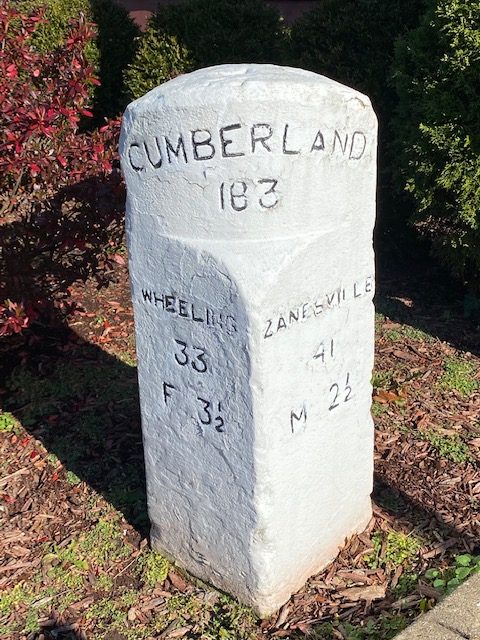 CUMBERLAND
183
WHEELING
33
F 3½
ZANESVILLE
41
M 2½